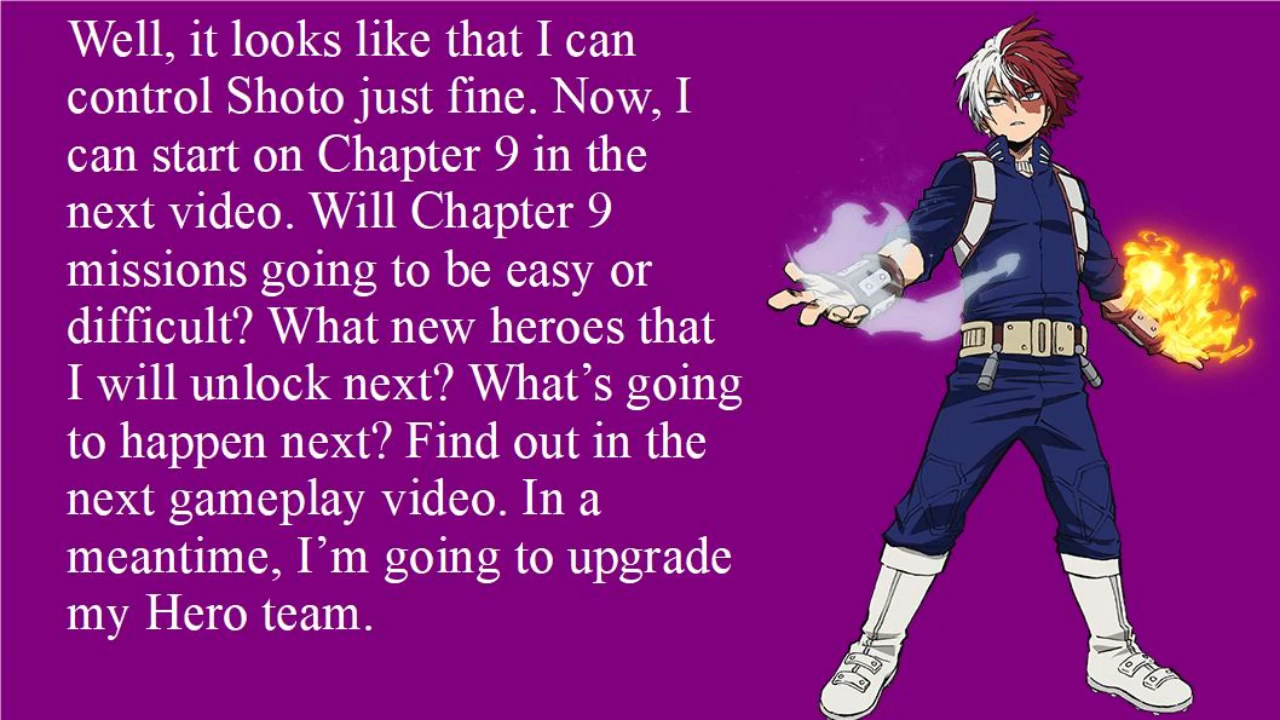 Well, it looks like that I can
control Shoto just fine. Now, I
can start on Chapter 9 in the
next video. Will Chapter 9
missions going to be easy or
difficult? What new heroes that
I will unlock next? What’s going
to happen next? Find out in the
next gameplay video. In a
meantime, I’m going to upgrade
my Hero team.